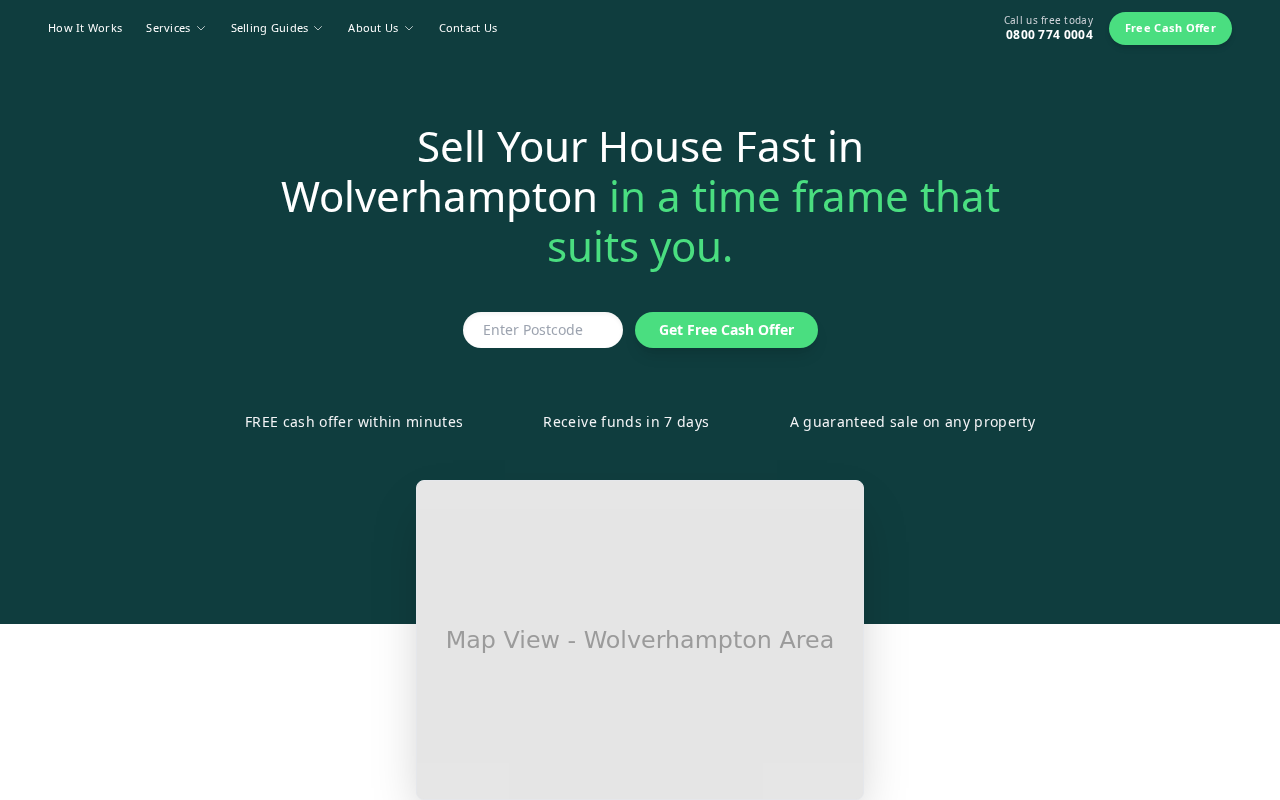 How It Works
Services
Selling Guides
About Us
Contact Us
Call us free today
0800 774 0004
Free Cash Offer
Sell Your House Fast in
Wolverhampton in a time frame that
suits you.
Enter Postcode
Get Free Cash Offer
FREE cash offer within minutes
Receive funds in 7 days
A guaranteed sale on any property
Map View - Wolverhampton Area